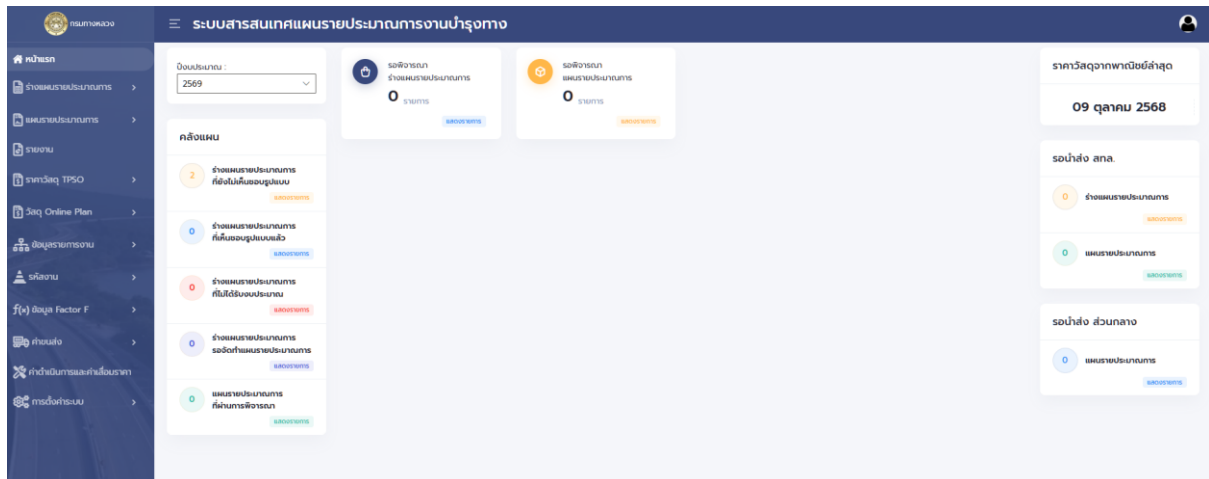 กรมทางหลวง
ระบบสารสนเทศแผนรายประมาณการงานบำรุงทาง
หน้าแรก
ร่างแผนรายประมาณการ
แผนรายประมาณการ
รายงาน
ราคาวัสดุ TPSO
วัสดุ Online Plan
ข้อมูลรายการงาน
รหัสงาน
f(x) ข้อมูล Factor F
ค่าขนส่ง
ค่าดำเนินการและค่าเสื่อมราคา
การตั้งค่าระบบ
ปีงบประมาณ :
2569
คลังแผน
2
ร่างแผนรายประมาณการ
ที่ยังไม่เห็นชอบรูปแบบ
แสดงรายการ
0
ร่างแผนรายประมาณการ
ที่เห็นชอบรูปแบบแล้ว
แสดงรายการ
0
ร่างแผนรายประมาณการ
ที่ไม่ได้รับงบประมาณ
แสดงรายการ
0
ร่างแผนรายประมาณการ
รอจัดทำแผนรายประมาณการ
แสดงรายการ
0
แผนรายประมาณการ
ที่ผ่านการพิจารณา
แสดงรายการ
รอพิจารณา
ร่างแผนรายประมาณการ
0 รายการ
แสดงรายการ
รอพิจารณา
แผนรายประมาณการ
0 รายการ
แสดงรายการ
ราคาวัสดุจากพาณิชย์ล่าสุด
09 ตุลาคม 2568
รอนำส่ง สทล.
0 ร่างแผนรายประมาณการ
แสดงรายการ
0 แผนรายประมาณการ
แสดงรายการ
รอนำส่ง ส่วนกลาง
0 แผนรายประมาณการ
แสดงรายการ